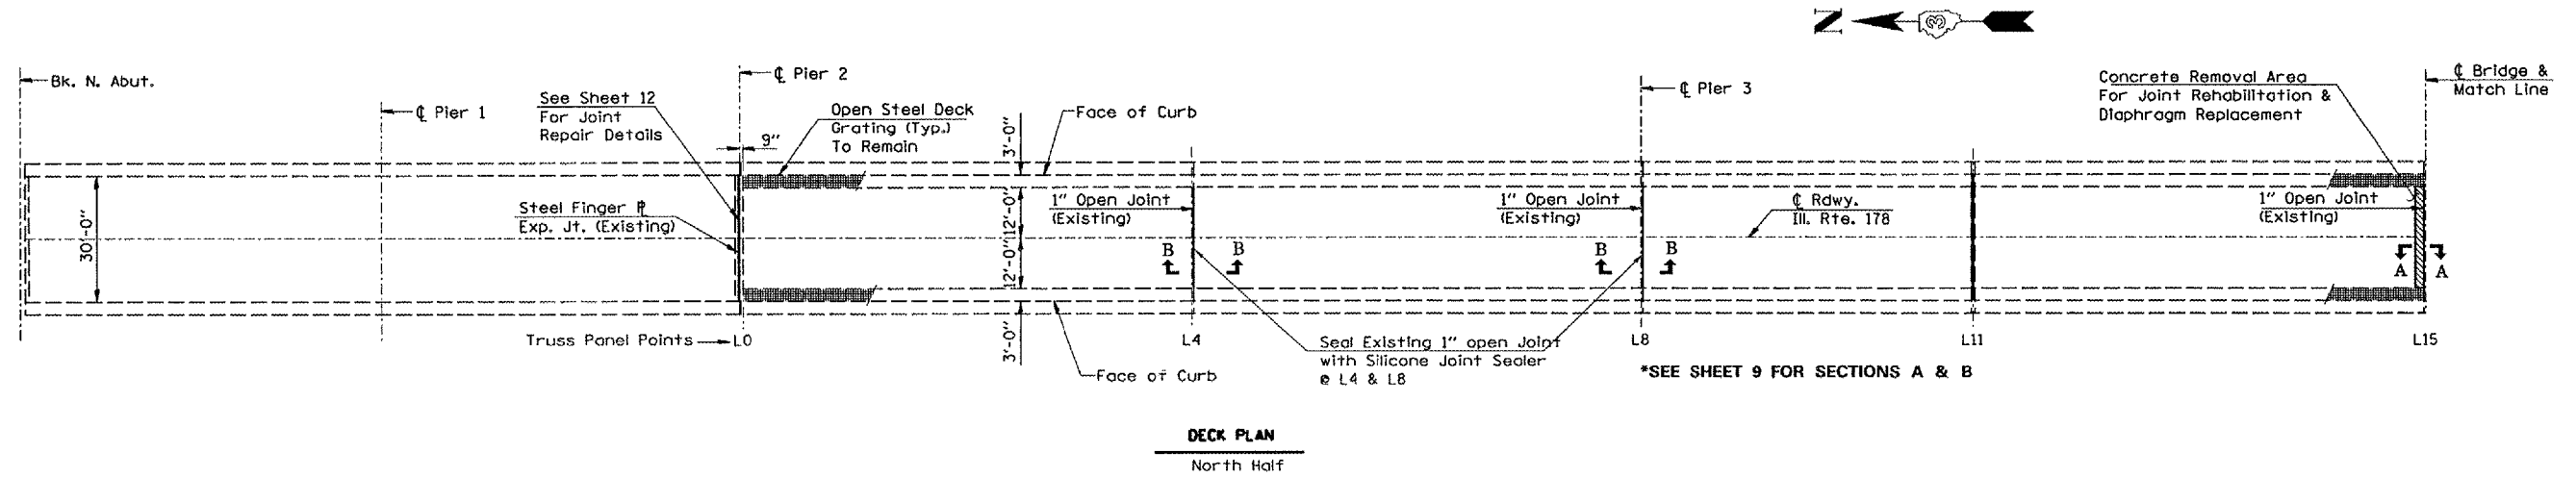 N
3
Bk. N. Abut.
℄ Pier 1
See Sheet 12
For Joint
Repair Details
℄ Pier 2
9"
Open Steel Deck
Grating (Typ.)
To Remain
3'-0"
Face of Curb
℄ Pier 3
Concrete Removal Area
For Joint Rehabilitation &
Diaphragm Replacement
℄ Bridge &
Match Line
30'-0"
Steel Finger ⅊
Exp. Jt. (Existing)
12'-0"
12'-0"
1" Open Joint
(Existing)
B
B
1" Open Joint
(Existing)
B
B
℄ Rdwy.
Ill. Rte. 178
1" Open Joint
(Existing)
A
A
Truss Panel Points
L0
3'-0"
Face of Curb
L4
Seal Existing 1" open Joint
with Silicone Joint Sealer
@ L4 & L8
L8
L11
L15
*SEE SHEET 9 FOR SECTIONS A & B
DECK PLAN
North Half